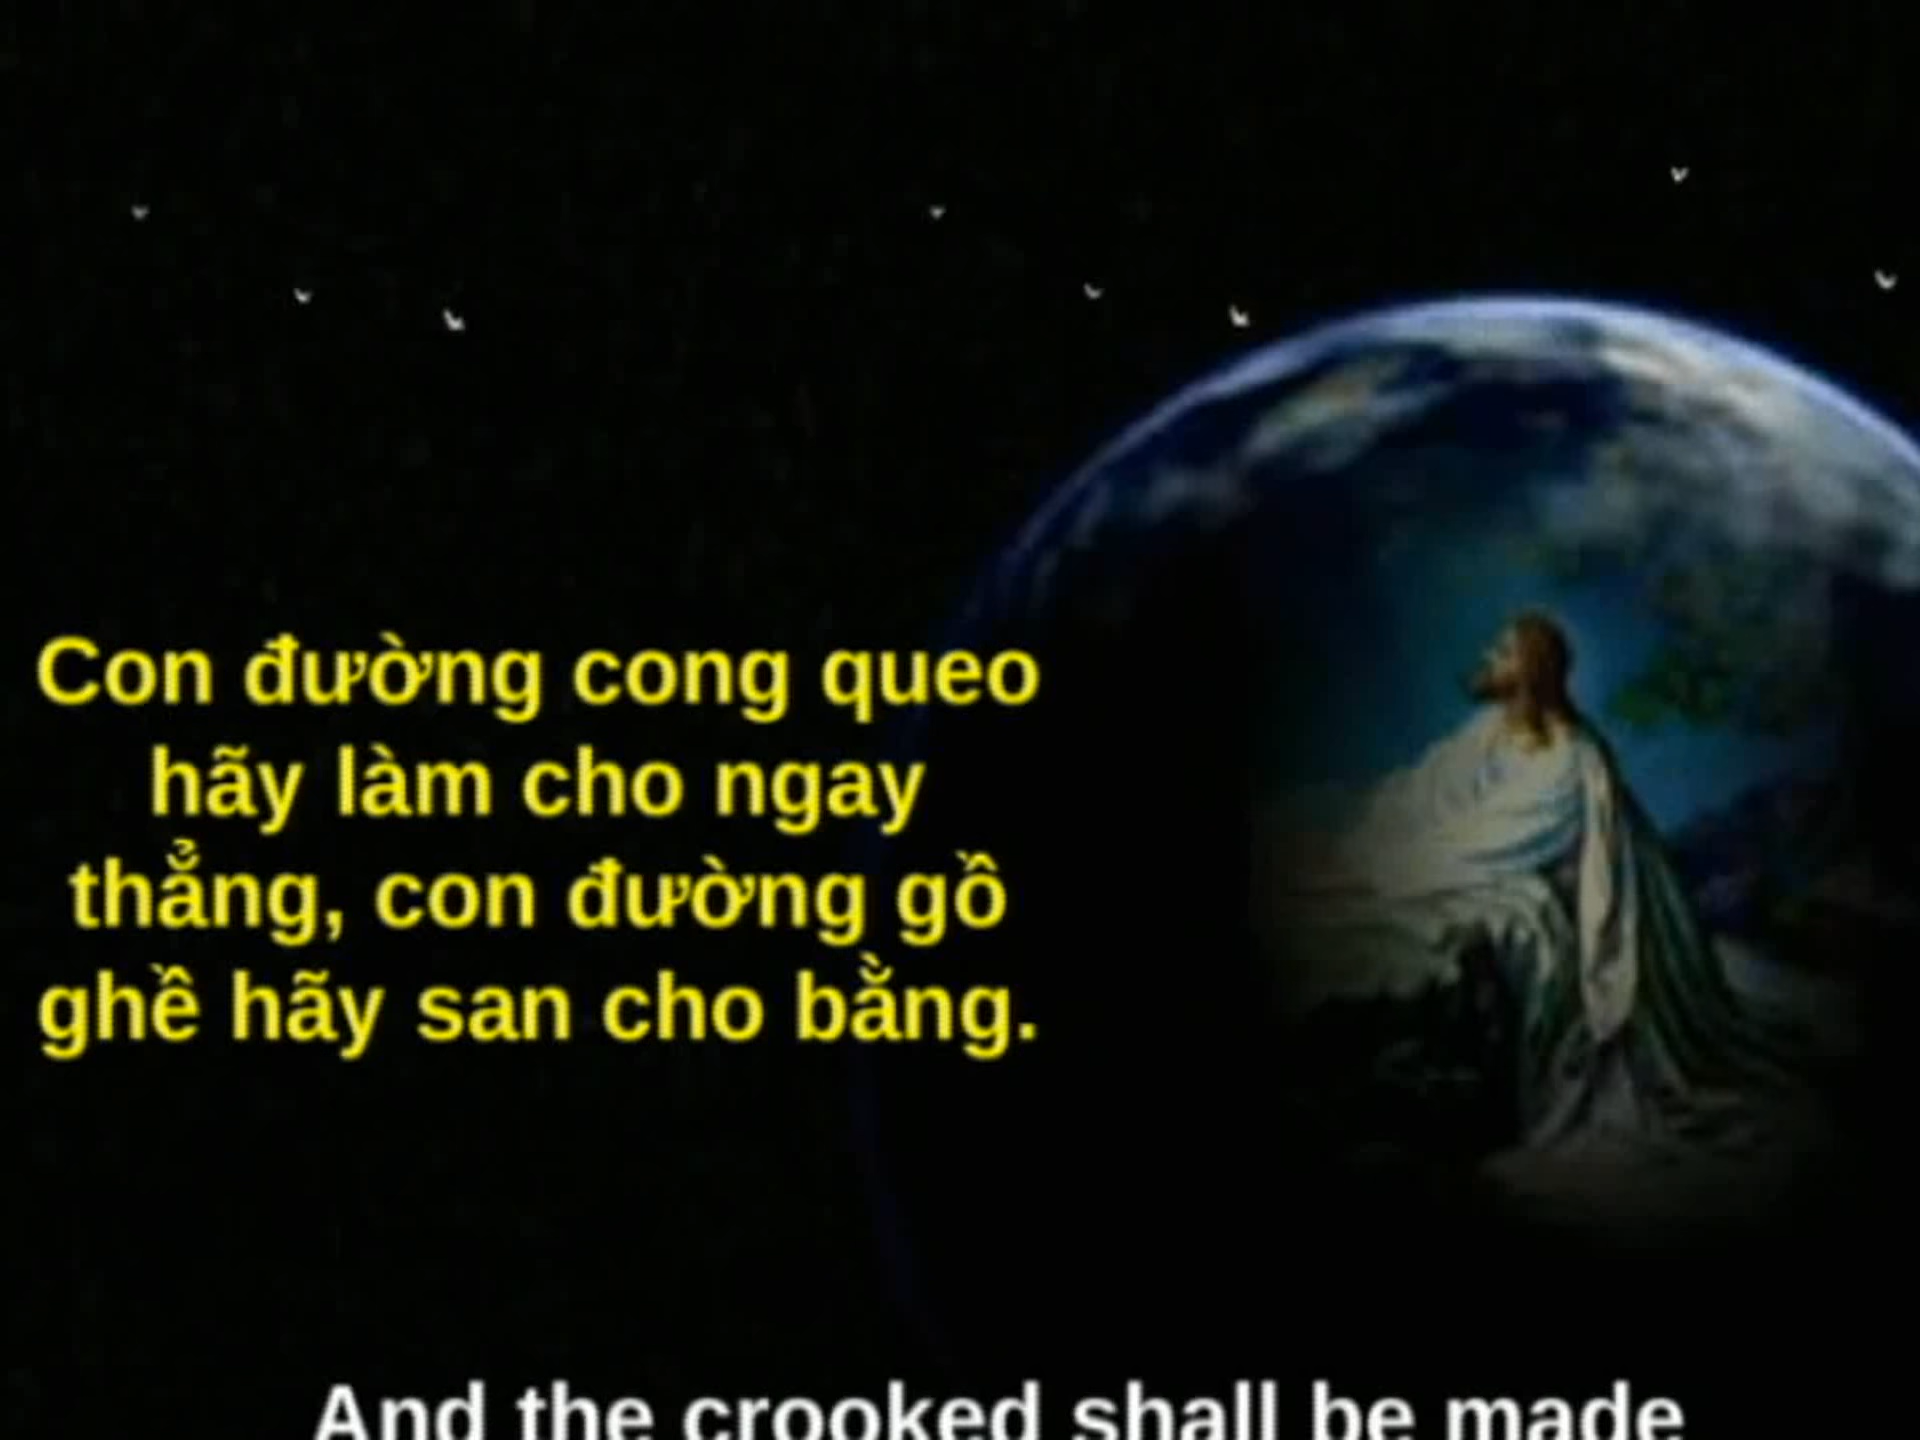 Con đường cong queo
hãy làm cho ngay
thẳng, con đường gồ
ghề hãy san cho bằng.
And the crooked shall be made